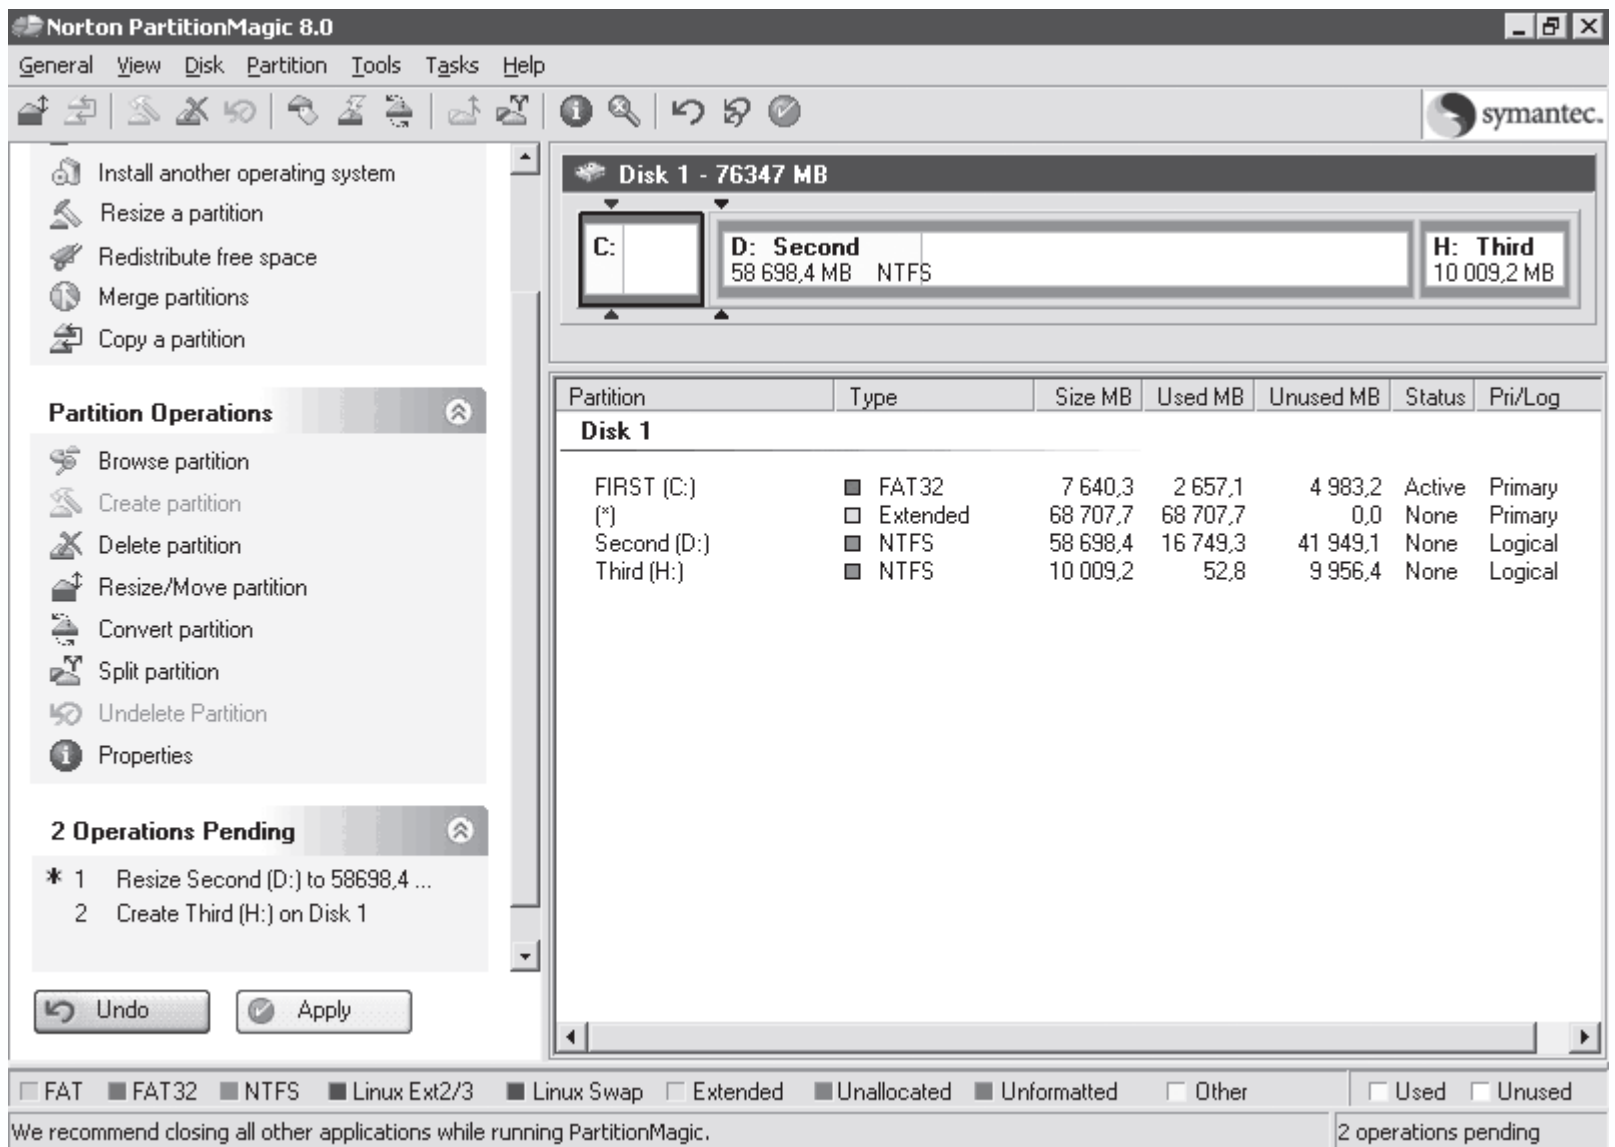 Norton PartitionMagic 8.0
General View Disk Partition Tools Tasks Help
symantec.
Install another operating system
Resize a partition
Redistribute free space
Merge partitions
Copy a partition
Partition Operations
Browse partition
Create partition
Delete partition
Resize/Move partition
Convert partition
Split partition
Undelete Partition
Properties
2 Operations Pending
* 1 Resize Second (D:) to 58698,4 ...
2 Create Third (H:) on Disk 1
Undo Apply
Disk 1 - 76347 MB
C: D: Second H: Third
58 698,4 MB NTFS 10 009,2 MB
Partition Type Size MB Used MB Unused MB Status Pri/Log
Disk 1
FIRST (C:) FAT32 7 640,3 2 657,1 4 983,2 Active Primary
(*) Extended 68 707,7 68 707,7 0,0 None Primary
Second (D:) NTFS 58 698,4 16 749,3 41 949,1 None Logical
Third (H:) NTFS 10 009,2 52,8 9 956,4 None Logical
FAT FAT32 NTFS Linux Ext2/3 Linux Swap Extended Unallocated Unformatted Other Used Unused
We recommend closing all other applications while running PartitionMagic. 2 operations pending